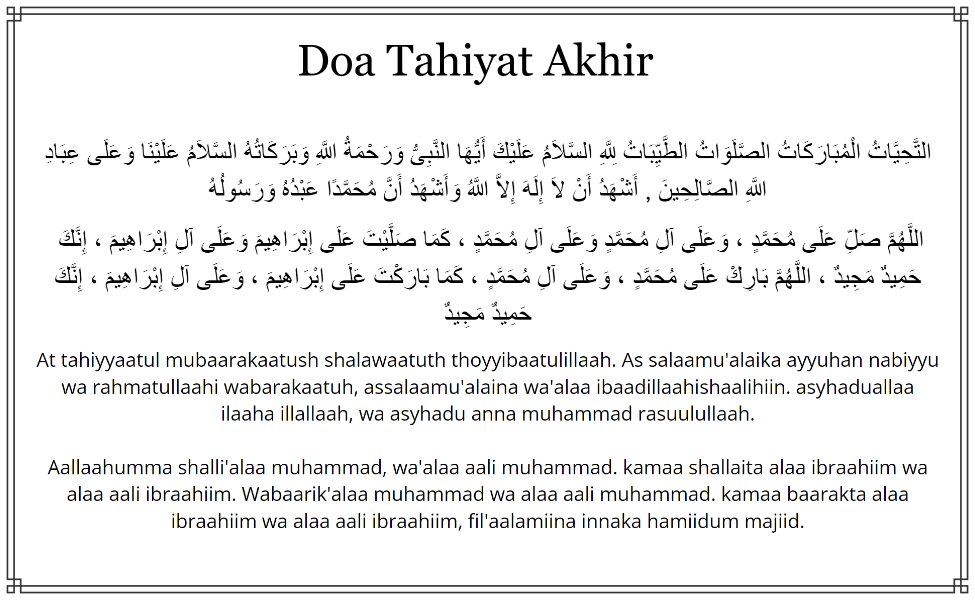 Doa Tahiyat Akhir
التَّحِيَّاتُ الْمُبَارَكَاتُ الصَّلَوَاتُ الطَّيِّبَاتُ لِلَّهِ السَّلاَمُ عَلَيْكَ أَيُّهَا النَّبِىُّ وَرَحْمَةُ اللَّهِ وَبَرَكَاتُهُ السَّلاَمُ عَلَيْنَا وَعَلَى عِبَادِ
اللَّهِ الصَّالِحِينَ , أَشْهَدُ أَنْ لاَ إِلَهَ إِلاَّ اللَّهُ وَأَشْهَدُ أَنَّ مُحَمَّدًا عَبْدُهُ وَرَسُولُهُ
اللَّهُمَّ صَلِّ عَلَى مُحَمَّدٍ ، وَعَلَى آلِ مُحَمَّدٍ وَعَلَى آلِ مُحَمَّدٍ ، كَمَا صَلَّيْتَ عَلَى إِبْرَاهِيمَ وَعَلَى آلِ إِبْرَاهِيمَ ، إِنَّكَ
حَمِيدٌ مَجِيدٌ ، اللَّهُمَّ بَارِكْ عَلَى مُحَمَّدٍ ، وَعَلَى آلِ مُحَمَّدٍ ، كَمَا بَارَكْتَ عَلَى إِبْرَاهِيمَ ، وَعَلَى آلِ إِبْرَاهِيمَ ، إِنَّكَ
حَمِيدٌ مَجِيدٌ
At tahiyyaatul mubaarakaatush shalawaatuth thoyyibaatulillaah. As salaamu'alaika ayyuhan nabiyyu
wa rahmatullaahi wabarakaatuh, assalaamu'alaina wa'alaa ibaadillaahishaalihiin. asyhaduallaa
ilaaha illallaah, wa asyhadu anna muhammad rasuulullaah.
Aallaahumma shalli'alaa muhammad, wa'alaa aali muhammad. kamaa shallaita alaa ibraahiim wa
alaa aali ibraahiim. Wabaarik'alaa muhammad wa alaa aali muhammad. kamaa baarakta alaa
ibraahiim wa alaa aali ibraahiim, fil'aalamiina innaka hamiidum majiid.